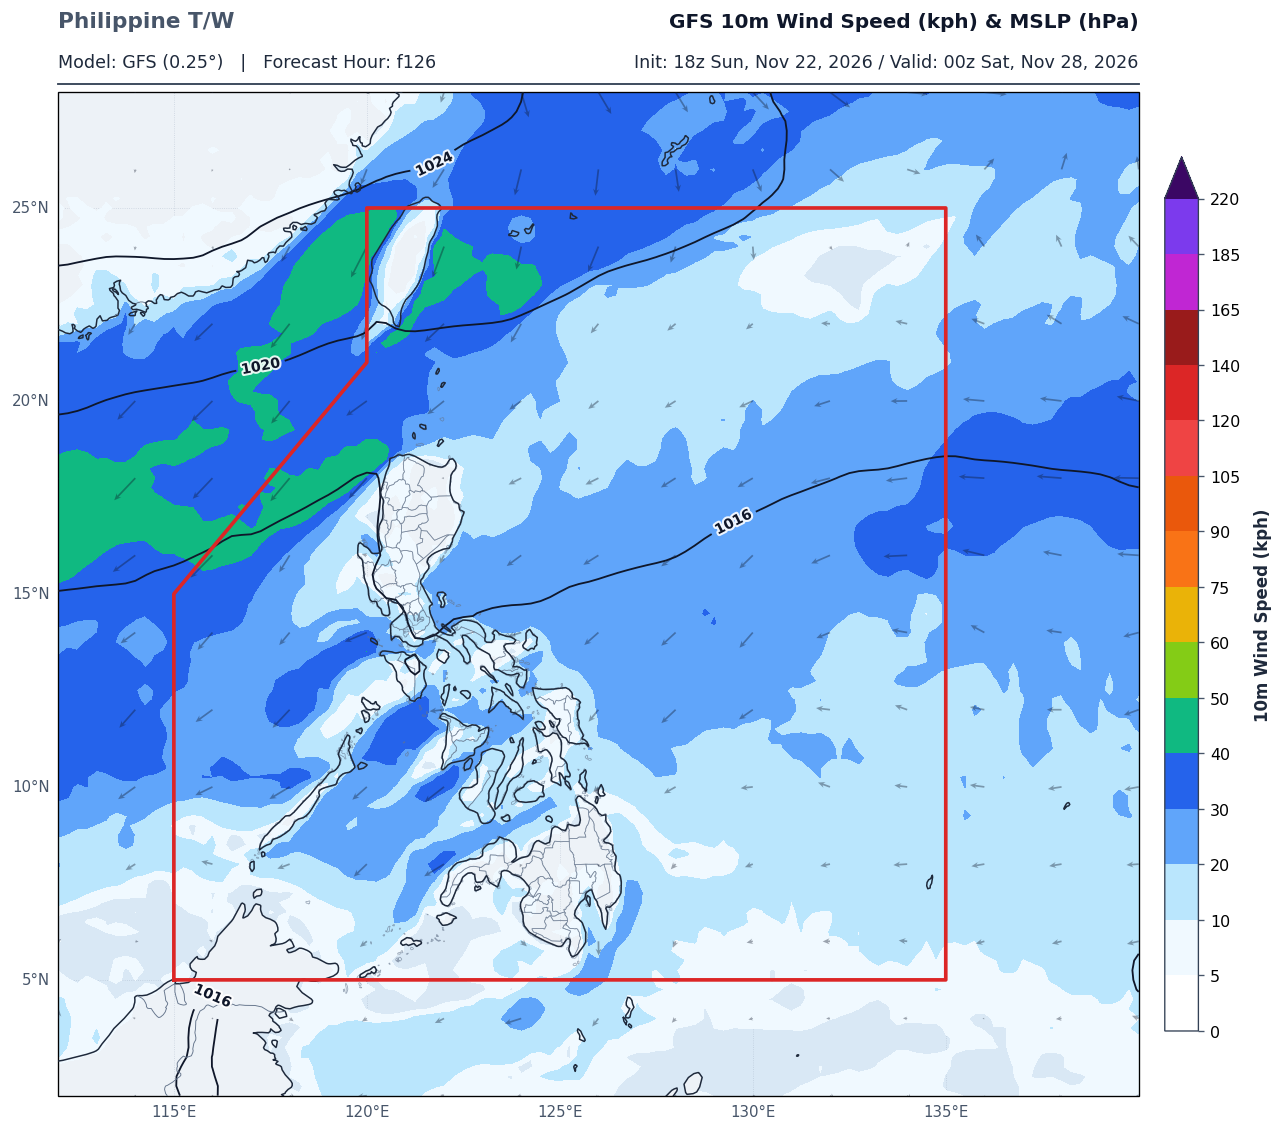 Philippine T/W
GFS 10m Wind Speed (kph) & MSLP (hPa)
Model: GFS (0.25°) | Forecast Hour: f126
Init: 18z Sun, Nov 22, 2026 / Valid: 00z Sat, Nov 28, 2026
1024
1020
1016
1016
25°N
20°N
15°N
10°N
5°N
115°E
120°E
125°E
130°E
135°E
220
185
165
140
120
105
90
75
60
50
40
30
20
10
5
0
10m Wind Speed (kph)